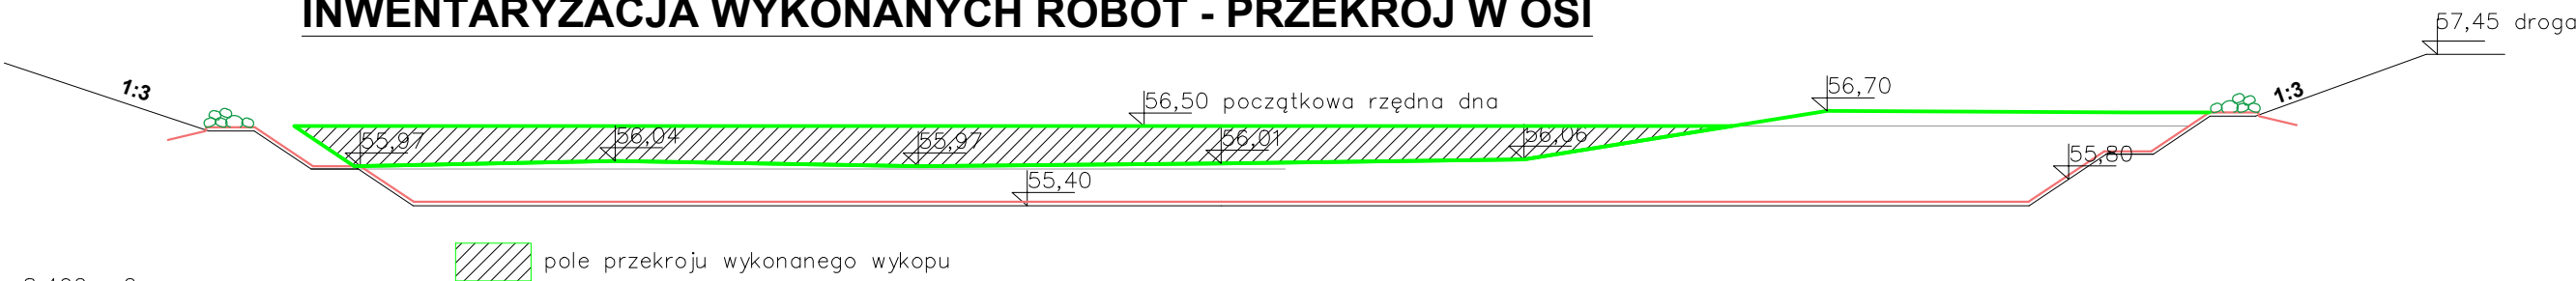 INWENTARYZACJA WYKONANYCH ROBÓT - PRZEKRÓJ W OSI
57,45 droga
1:3
56,50 początkowa rzędna dna
56,70
1:3
55,97
56,04
55,97
56,01
56,06
55,80
55,40
pole przekroju wykonanego wykopu